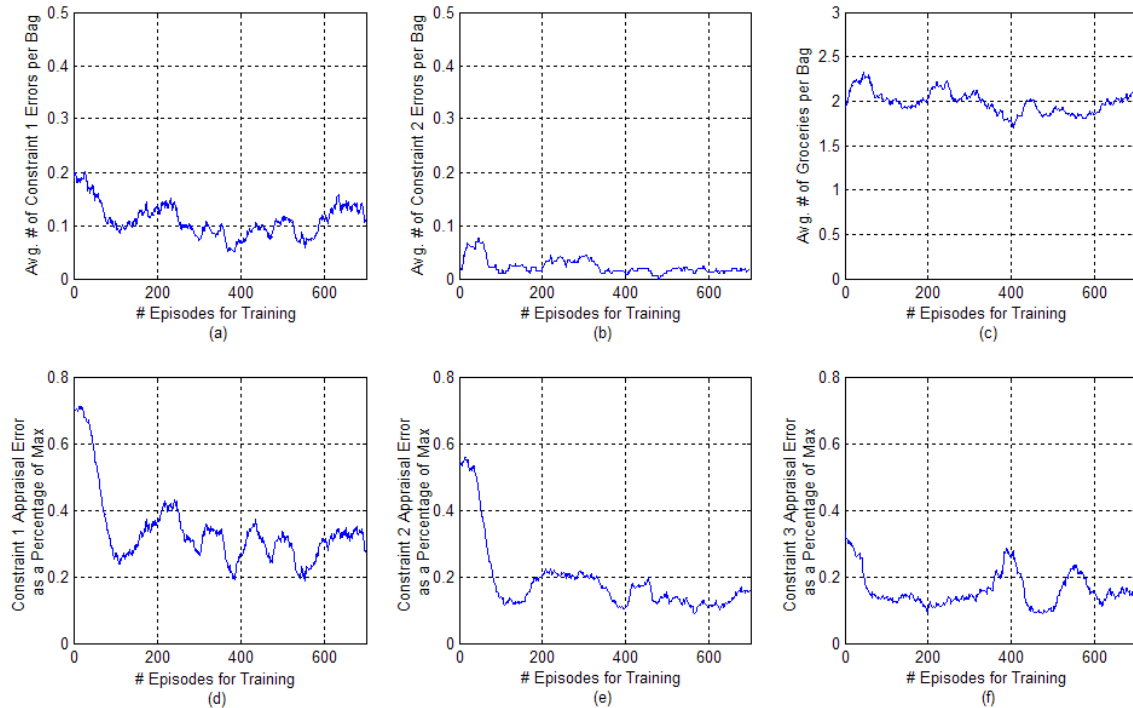 Avg. # of Constraint 1 Errors per Bag
0.5
0.4
0.3
0.2
0.1
0
0
200
400
600
# Episodes for Training
(a)
Avg. # of Constraint 2 Errors per Bag
0.5
0.4
0.3
0.2
0.1
0
0
200
400
600
# Episodes for Training
(b)
Avg. # of Groceries per Bag
3
2.5
2
1.5
1
0.5
0
0
200
400
600
# Episodes for Training
(c)
Constraint 1 Appraisal Error
as a Percentage of Max
0.8
0.6
0.4
0.2
0
0
200
400
600
# Episodes for Training
(d)
Constraint 2 Appraisal Error
as a Percentage of Max
0.8
0.6
0.4
0.2
0
0
200
400
600
# Episodes for Training
(e)
Constraint 3 Appraisal Error
as a Percentage of Max
0.8
0.6
0.4
0.2
0
0
200
400
600
# Episodes for Training
(f)